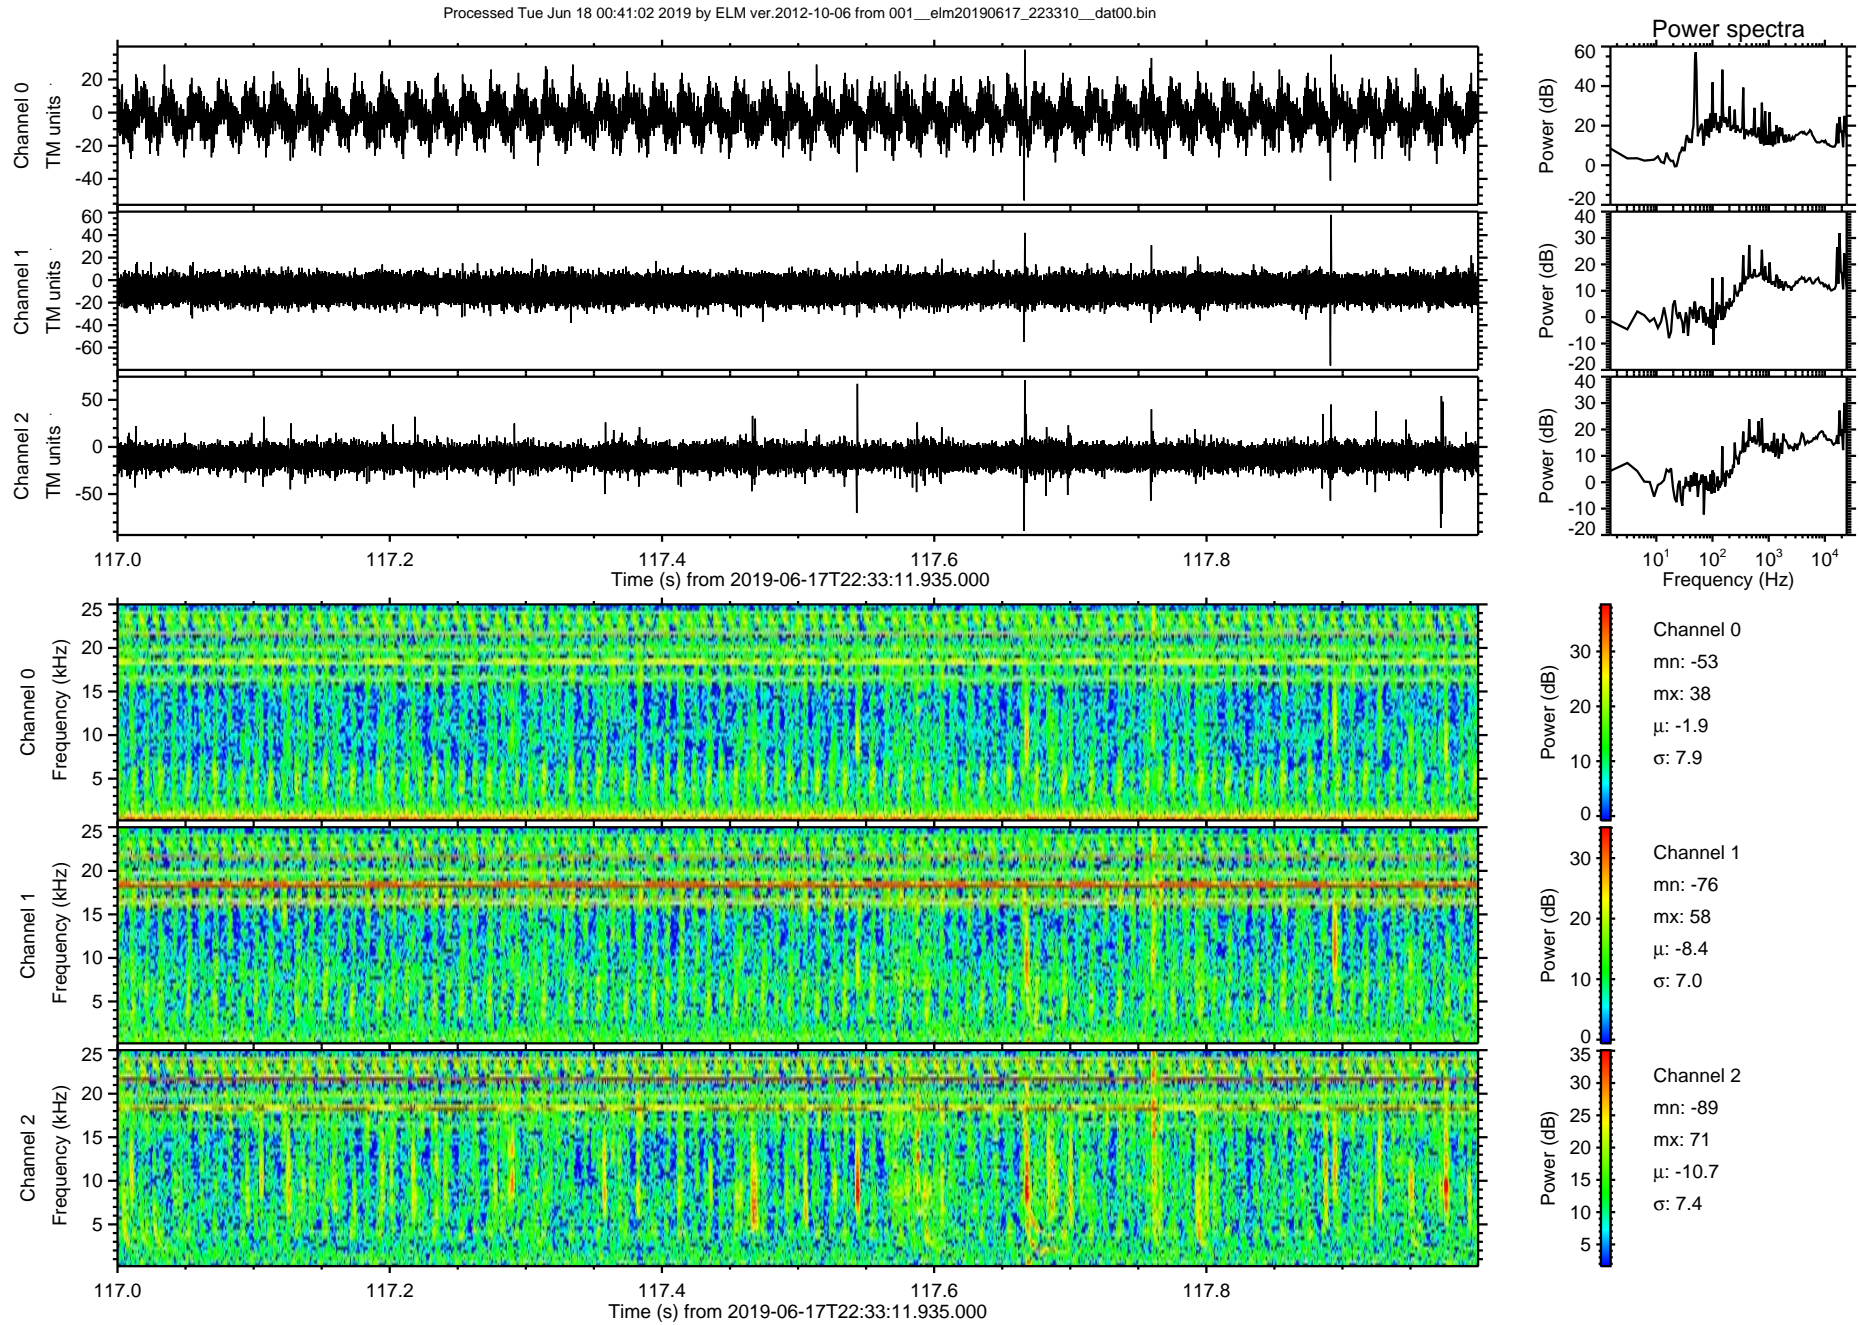 Processed Tue Jun 18 00:41:02 2019 by ELM ver.2012-10-06 from 001__elm20190617_223310__dat00.bin
Power spectra
Channel 0
TM units
20
0
-20
-40
Power (dB)
60
40
20
0
-20
Channel 1
TM units
60
40
20
0
-20
-40
-60
Power (dB)
40
30
20
10
0
-10
-20
Channel 2
TM units
50
0
-50
Power (dB)
40
30
20
10
0
-10
-20
117.0 117.2 117.4 117.6 117.8
Time (s) from 2019-06-17T22:33:11.935.000
10¹ 10² 10³ 10⁴
Frequency (Hz)
Channel 0
Frequency (kHz)
25
20
15
10
5
Power (dB)
30
20
10
0
Channel 0
mn: -53
mx: 38
μ: -1.9
σ: 7.9
Channel 1
Frequency (kHz)
25
20
15
10
5
Power (dB)
30
20
10
0
Channel 1
mn: -76
mx: 58
μ: -8.4
σ: 7.0
Channel 2
Frequency (kHz)
25
20
15
10
5
Power (dB)
35
30
25
20
15
10
5
Channel 2
mn: -89
mx: 71
μ: -10.7
σ: 7.4
117.0 117.2 117.4 117.6 117.8
Time (s) from 2019-06-17T22:33:11.935.000